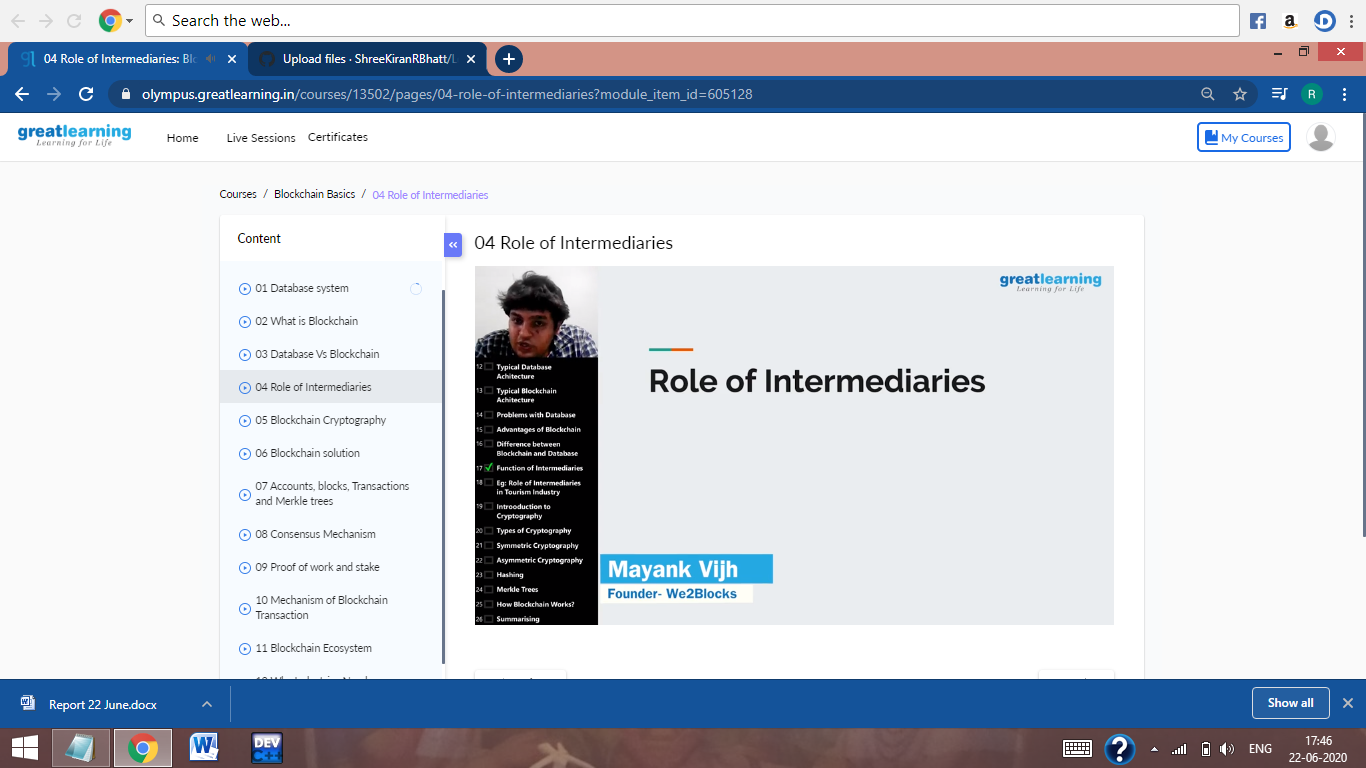 Search the web...
04 Role of Intermediaries: Blo
Upload files · ShreeKiranRBhatt/L
olympus.greatlearning.in/courses/13502/pages/04-role-of-intermediaries?module_item_id=605128
R
greatlearning
Learning for Life
Home
Live Sessions
Certificates
My Courses
Courses / Blockchain Basics / 04 Role of Intermediaries
Content
01 Database system
02 What is Blockchain
03 Database Vs Blockchain
04 Role of Intermediaries
05 Blockchain Cryptography
06 Blockchain solution
07 Accounts, blocks, Transactions
and Merkle trees
08 Consensus Mechanism
09 Proof of work and stake
10 Mechanism of Blockchain
Transaction
11 Blockchain Ecosystem
04 Role of Intermediaries
greatlearning
Learning for Life
12 Typical Database
Achitecture
13 Typical Blockchain
Achitecture
14 Problems with Database
15 Advantages of Blockchain
16 Difference between
Blockchain and Database
17 Function of Intermediaries
18 Eg: Role of Intermediaries
in Tourism Industry
19 Introoduction to
Cryptography
20 Types of Cryptography
21 Symmetric Cryptography
22 Asymmetric Cryptography
23 Hashing
24 Merkle Trees
25 How Blockchain Works?
26 Summarising
Role of Intermediaries
Mayank Vijh
Founder- We2Blocks
Report 22 June.docx
Show all
DEV
C++
ENG
17:46
22-06-2020